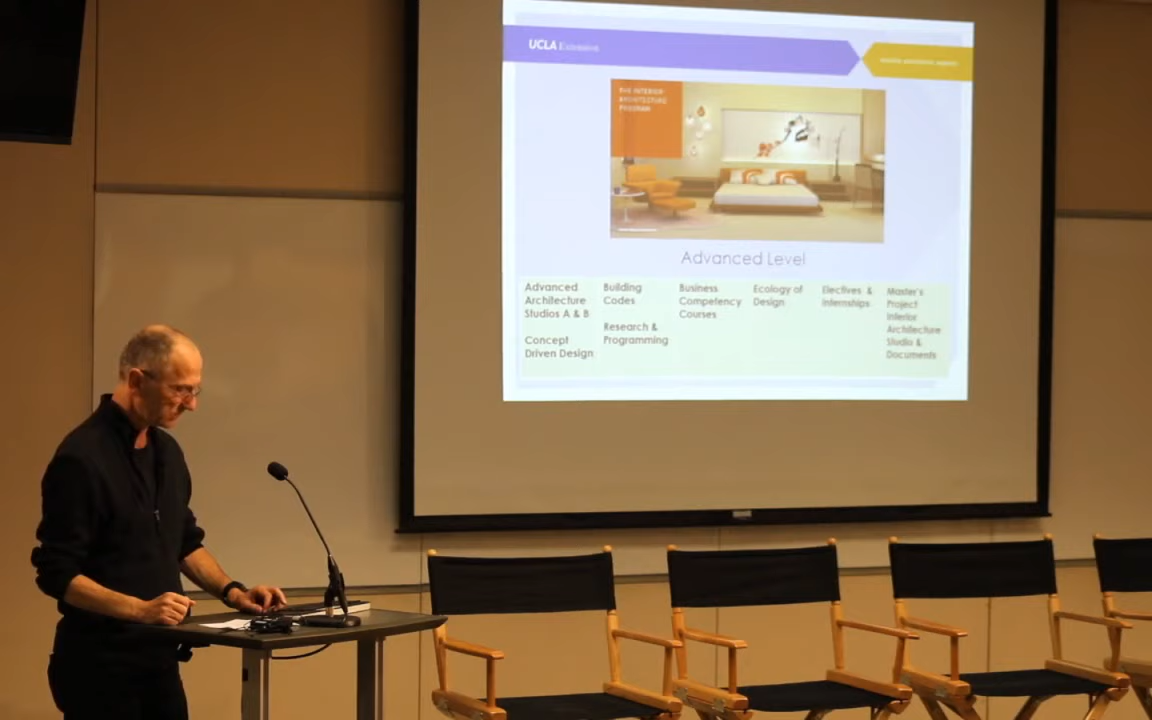 UCLA Extension
THE INTERIOR
ARCHITECTURE
PROGRAM
Advanced Level
Advanced
Architecture
Studios A & B
Concept
Driven Design
Building
Codes
Research &
Programming
Business
Competency
Courses
Ecology of
Design
Electives &
Internships
Master's
Project
Interior
Architecture
Studio &
Documents